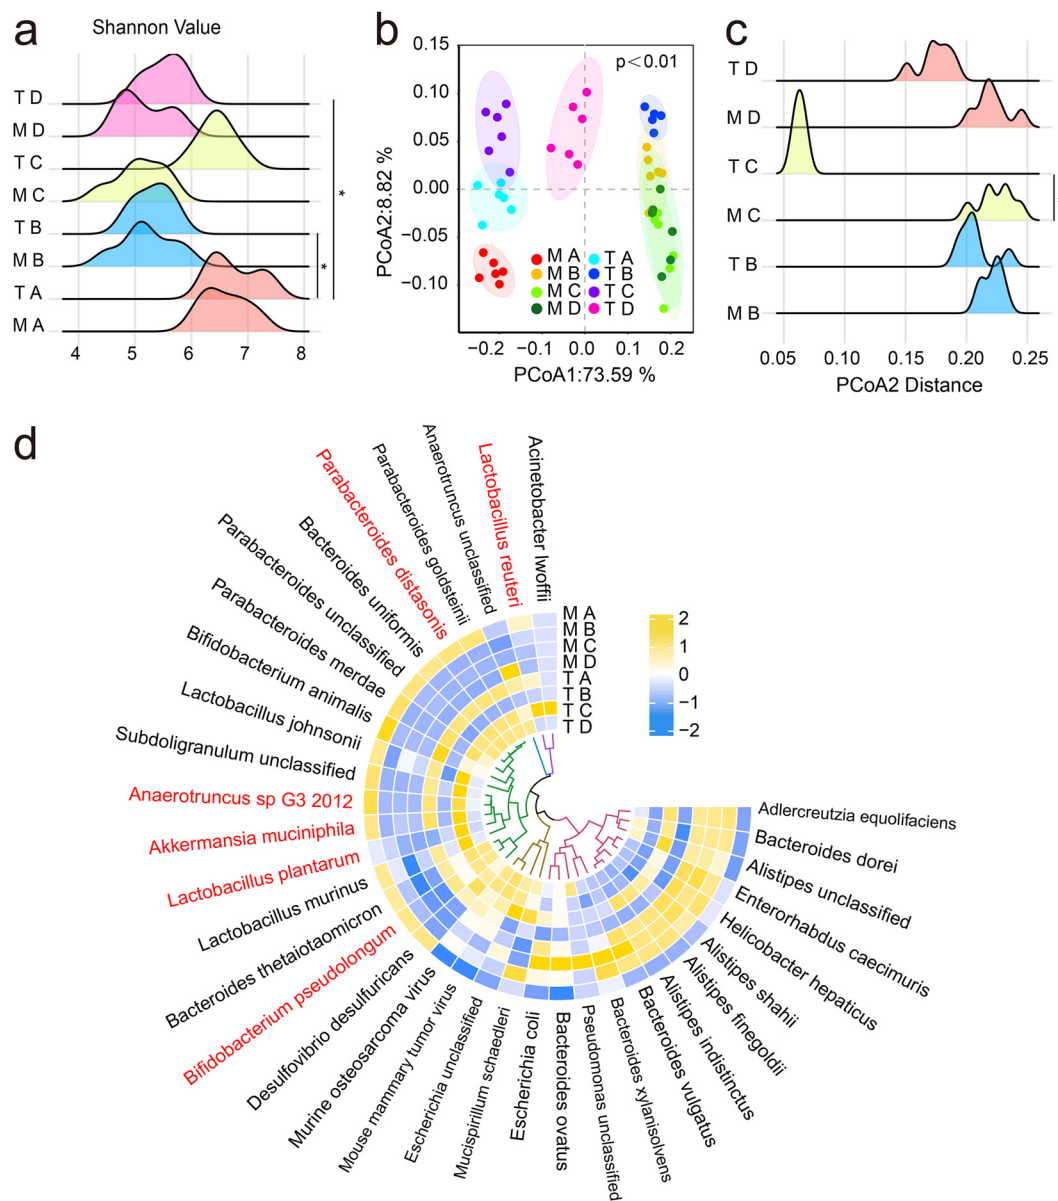 a
Shannon Value
T D
M D
T C
M C
T B
M B
T A
M A
*
*
4 5 6 7 8
b
PCoA2:8.82 %
0.15
0.10
0.05
0.00
−0.05
−0.10
p<0.01
M A T A
M B T B
M C T C
M D T D
−0.2 −0.1 0.0 0.1 0.2
PCoA1:73.59 %
c
T D
M D
T C
M C
T B
M B
0.05 0.10 0.15 0.20 0.25
PCoA2 Distance
d
Acinetobacter lwoffii
Lactobacillus reuteri
Anaerotruncus unclassified
Parabacteroides goldsteinii
Parabacteroides distasonis
Bacteroides uniformis
Parabacteroides unclassified
Parabacteroides merdae
Bifidobacterium animalis
Lactobacillus johnsonii
Subdoligranulum unclassified
Anaerotruncus sp G3 2012
Akkermansia muciniphila
Lactobacillus plantarum
Lactobacillus murinus
Bacteroides thetaiotaomicron
Bifidobacterium pseudolongum
Desulfovibrio desulfuricans
Murine osteosarcoma virus
Mouse mammary tumor virus
Escherichia unclassified
Mucispirillum schaedleri
Escherichia coli
Bacteroides ovatus
Pseudomonas unclassified
Bacteroides xylanisolvens
Bacteroides vulgatus
Alistipes indistinctus
Alistipes finegoldii
Alistipes shahii
Helicobacter hepaticus
Enterorhabdus caecimuris
Alistipes unclassified
Bacteroides dorei
Adlercreutzia equolifaciens
M A
M B
M C
M D
T A
T B
T C
T D
2
1
0
−1
−2